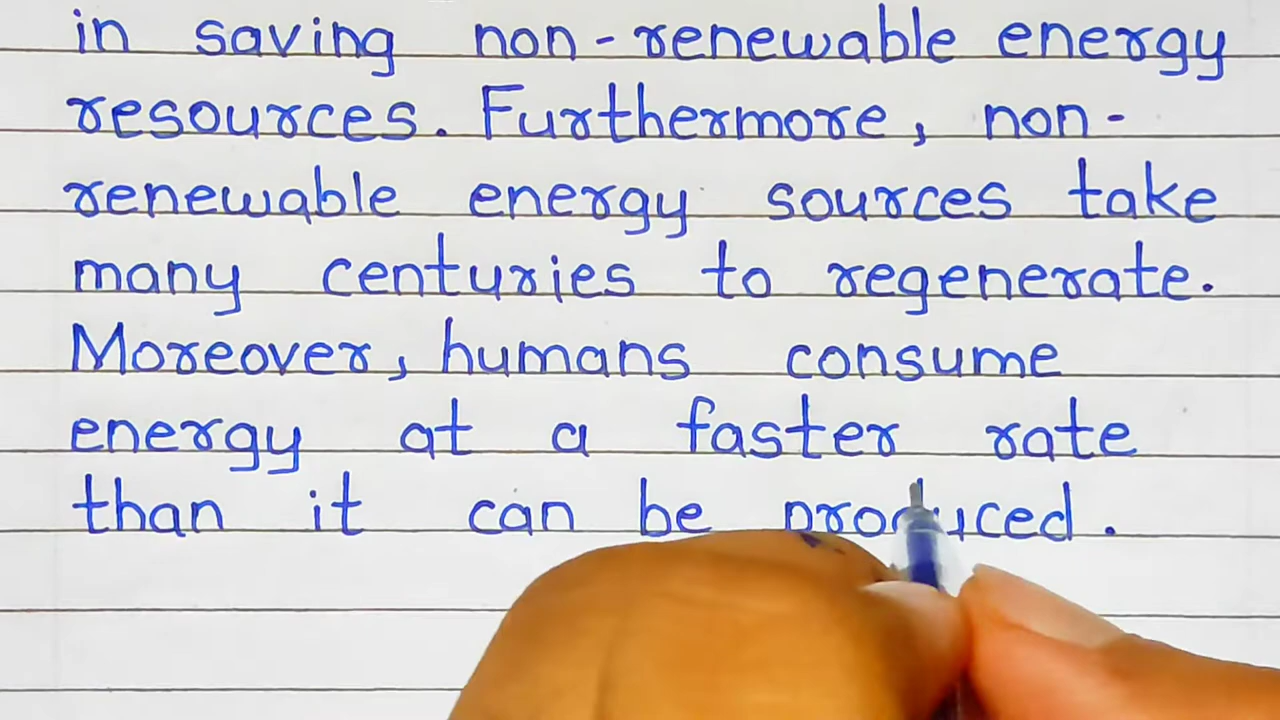 in saving non-renewable energy
resources. Furthermore, non-
renewable energy sources take
many centuries to regenerate.
Moreover, humans consume
energy at a faster rate
than it can be produced.